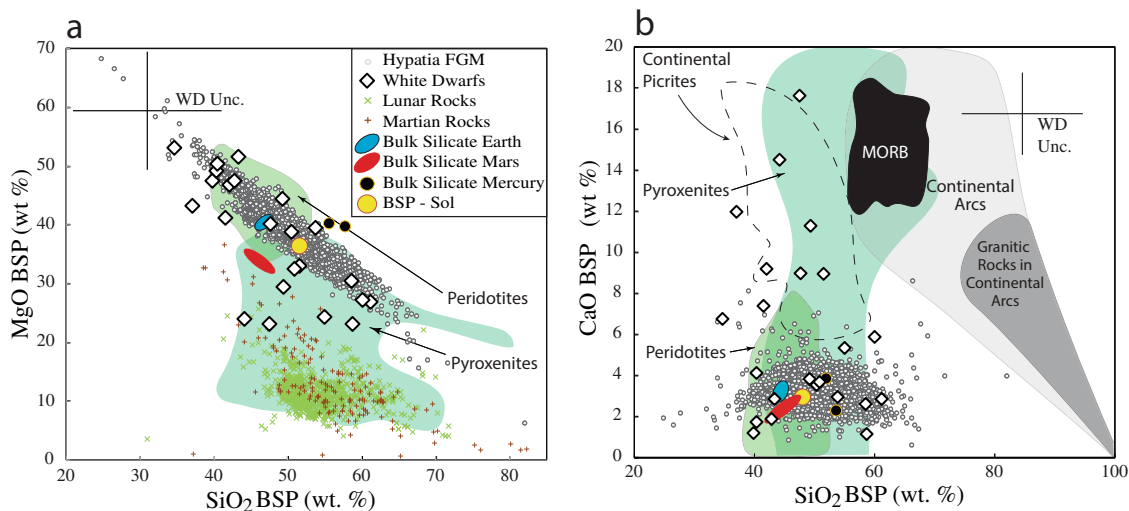 a
MgO BSP (wt %)
70
60
50
40
30
20
10
0
20
30
40
50
60
70
80
SiO2 BSP (wt. %)
WD Unc.
Hypatia FGM
White Dwarfs
Lunar Rocks
Martian Rocks
Bulk Silicate Earth
Bulk Silicate Mars
Bulk Silicate Mercury
BSP - Sol
Peridotites
Pyroxenites
b
CaO BSP (wt %)
20
18
16
14
12
10
8
6
4
2
0
20
40
60
80
100
SiO2 BSP (wt. %)
Continental
Picrites
Pyroxenites
Peridotites
MORB
WD
Unc.
Continental
Arcs
Granitic
Rocks in
Continental
Arcs